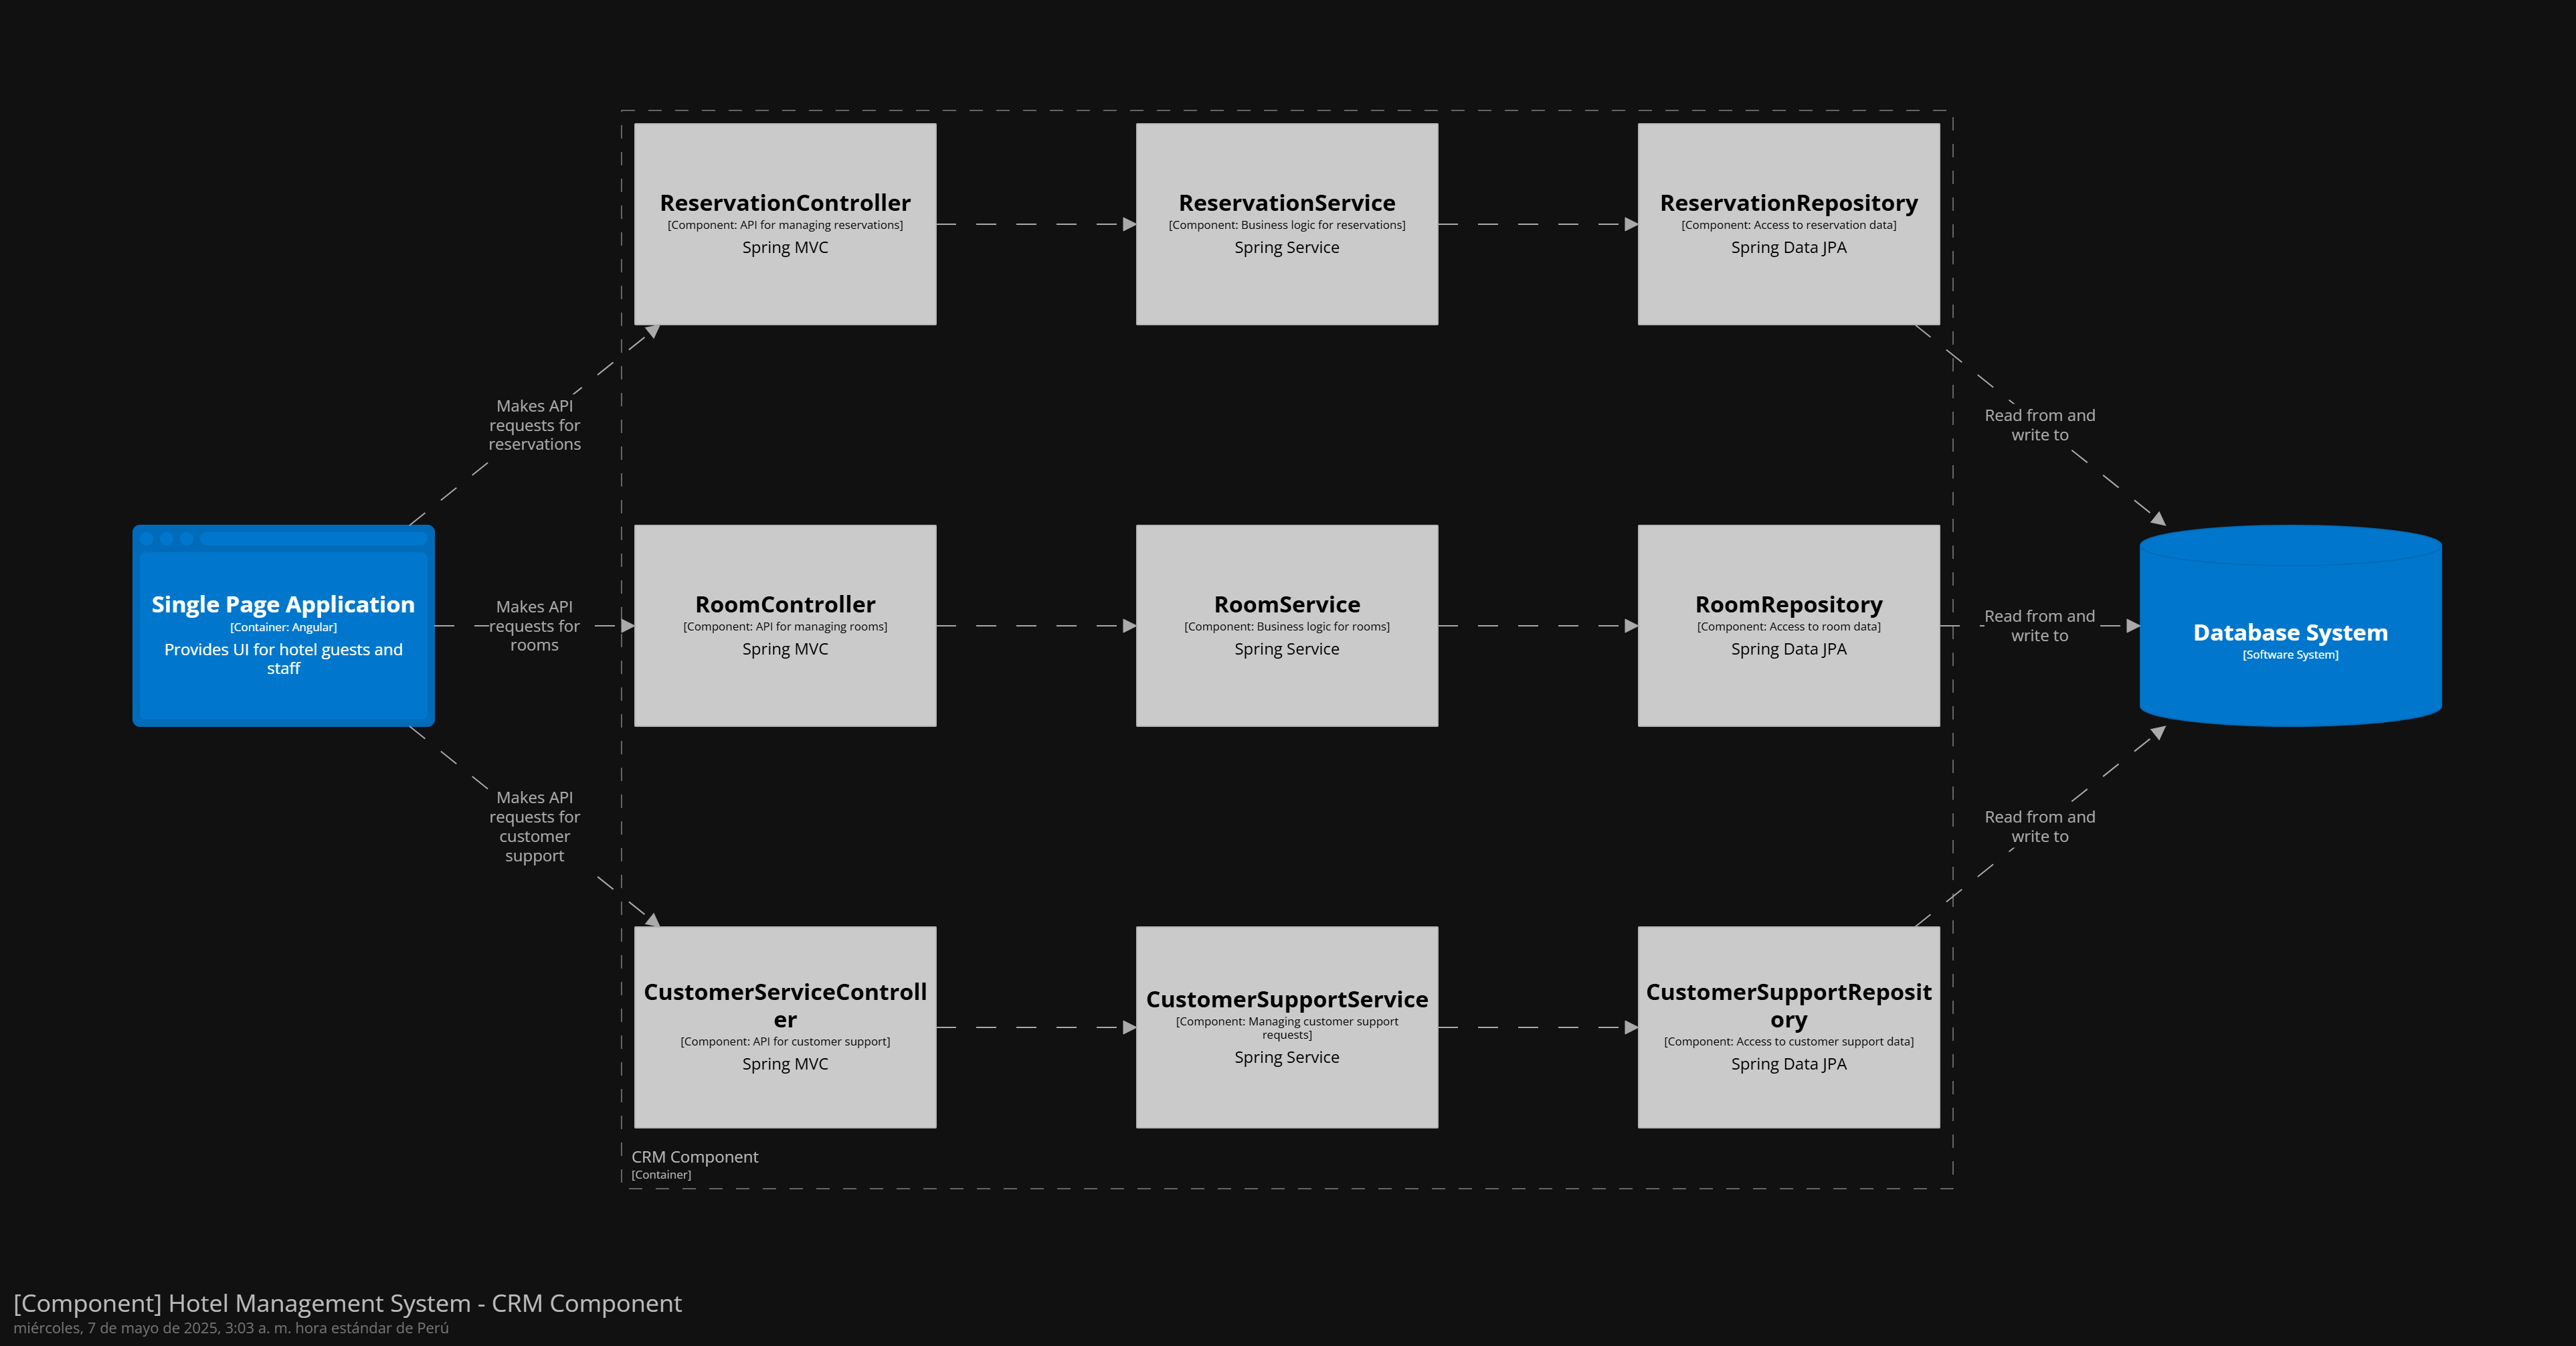 ReservationController
[Component: API for managing reservations]
Spring MVC
ReservationService
[Component: Business logic for reservations]
Spring Service
ReservationRepository
[Component: Access to reservation data]
Spring Data JPA
Makes API
requests for
reservations
Read from and
write to
Single Page Application
[Container: Angular]
Provides UI for hotel guests and
staff
Makes API
requests for
rooms
RoomController
[Component: API for managing rooms]
Spring MVC
RoomService
[Component: Business logic for rooms]
Spring Service
RoomRepository
[Component: Access to room data]
Spring Data JPA
Read from and
write to
Database System
[Software System]
Makes API
requests for
customer
support
Read from and
write to
CustomerServiceControll
er
[Component: API for customer support]
Spring MVC
CustomerSupportService
[Component: Managing customer support
requests]
Spring Service
CustomerSupportReposit
ory
[Component: Access to customer support data]
Spring Data JPA
CRM Component
[Container]
[Component] Hotel Management System - CRM Component
miércoles, 7 de mayo de 2025, 3:03 a. m. hora estándar de Perú